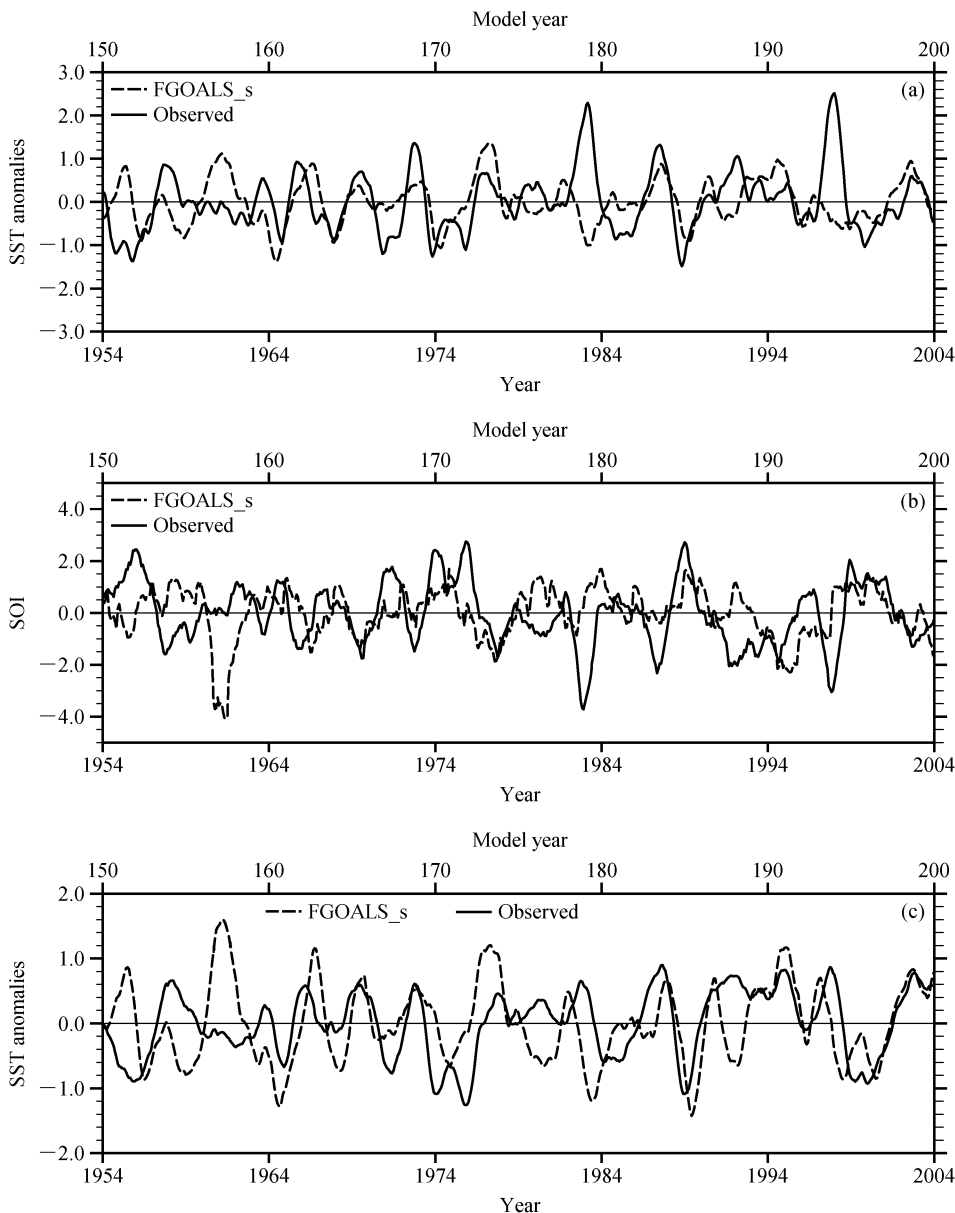 Model year
150 160 170 180 190 200
3.0
FGOALS_s (a)
Observed
2.0
1.0
SST anomalies
0.0
−1.0
−2.0
−3.0
1954 1964 1974 1984 1994 2004
Year
Model year
150 160 170 180 190 200
FGOALS_s (b)
4.0
Observed
2.0
SOI
0.0
−2.0
−4.0
1954 1964 1974 1984 1994 2004
Year
Model year
150 160 170 180 190 200
2.0
FGOALS_s Observed (c)
1.0
SST anomalies
0.0
−1.0
−2.0
1954 1964 1974 1984 1994 2004
Year